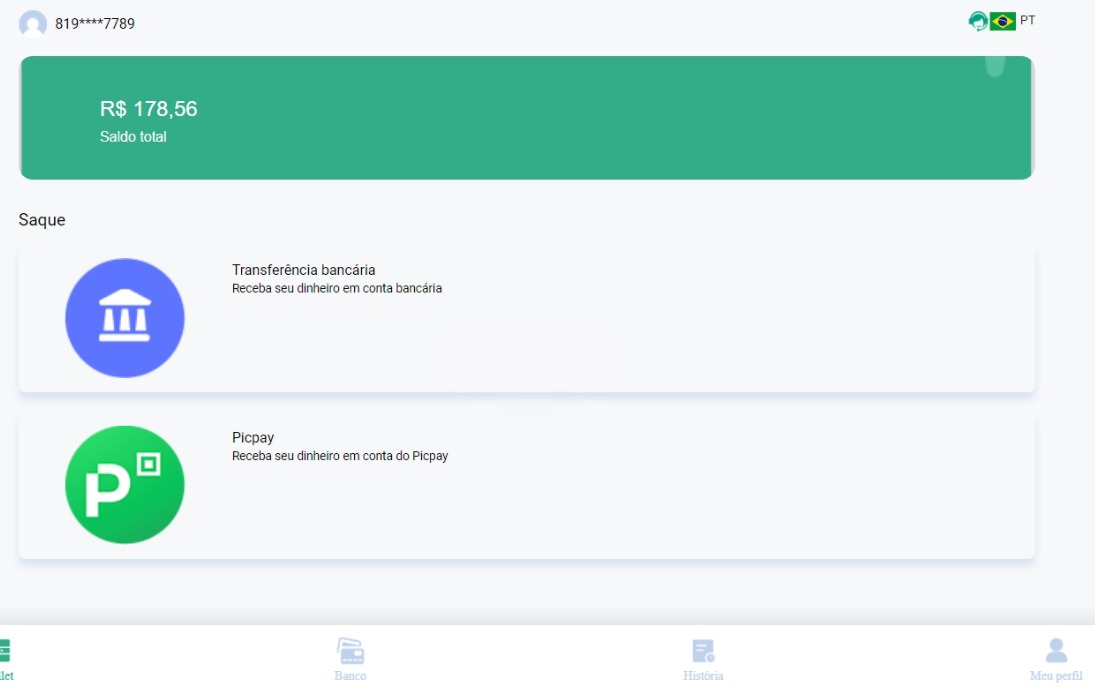 819****7789
PT
R$ 178,56
Saldo total
Saque
Transferência bancária
Receba seu dinheiro em conta bancária
Picpay
Receba seu dinheiro em conta do Picpay
Banco
História
Meu perfil